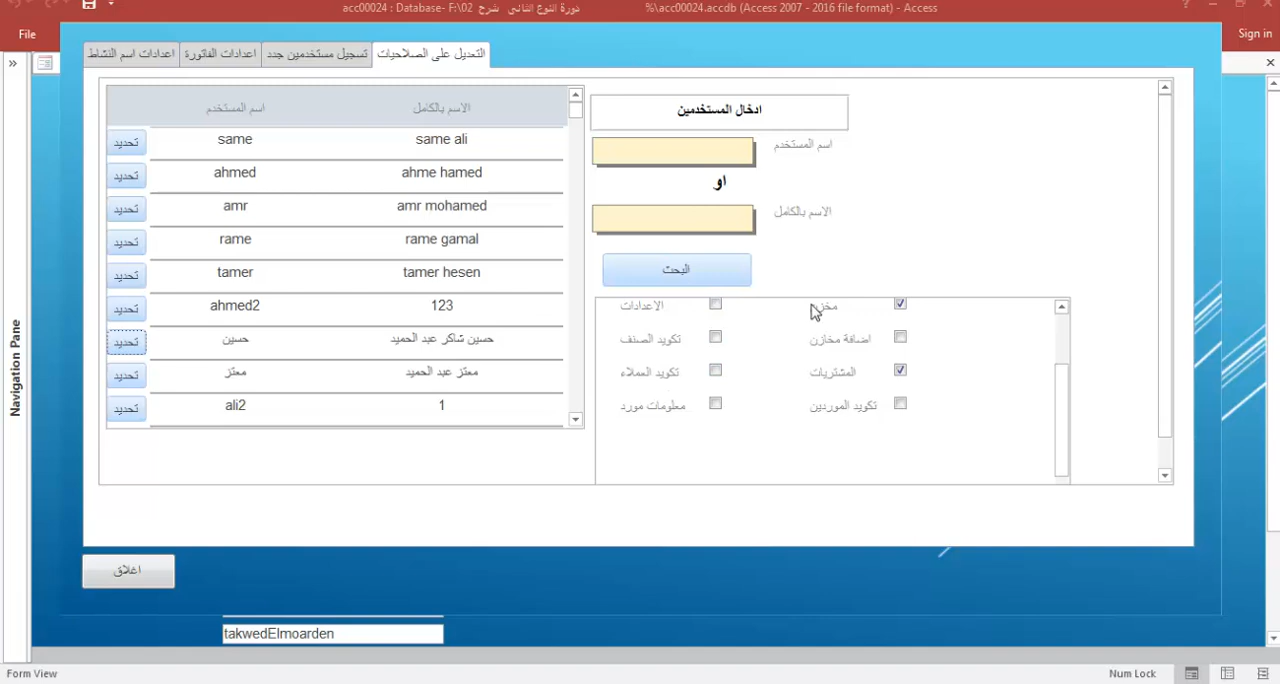 acc00024 : Database- F:\02 دورة النوع الثاني شرح %\acc00024.accdb (Access 2007 - 2016 file format) - Access
File
Sign in
اعدادات اسم النشاط
اعدادات الفاتورة
تسجيل مستخدمين جدد
التعديل على الصلاحيات
اسم المستخدم
الاسم بالكامل
تحديد same same ali
تحديد ahmed ahme hamed
تحديد amr amr mohamed
تحديد rame rame gamal
تحديد tamer tamer hesen
تحديد ahmed2 123
تحديد حسين حسين شاكر عبد الحميد
تحديد معتز معتز عبد الحميد
تحديد ali2 1
ادخال المستخدمين
اسم المستخدم
او
الاسم بالكامل
البحث
مخزن
الاعدادات
اضافة مخازن
تكويد الصنف
المشتريات
تكويد العملاء
تكويد الموردين
معلومات مورد
اغلاق
takwedElmoarden
Navigation Pane
Form View
Num Lock